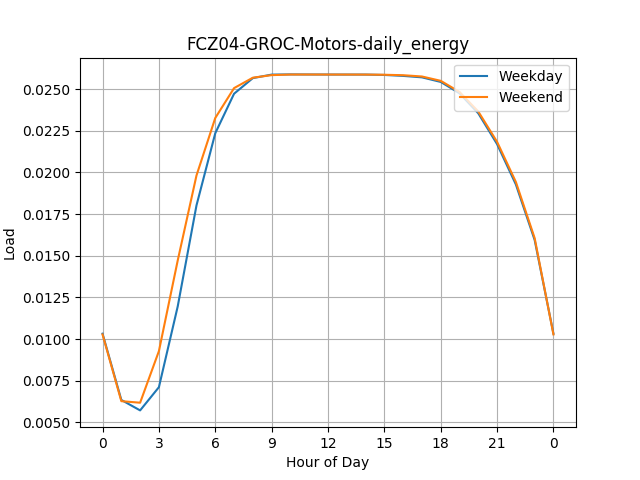 FCZ04-GROC-Motors-daily_energy
Weekday
Weekend
Load
0.0250
0.0225
0.0200
0.0175
0.0150
0.0125
0.0100
0.0075
0.0050
0 3 6 9 12 15 18 21 0
Hour of Day